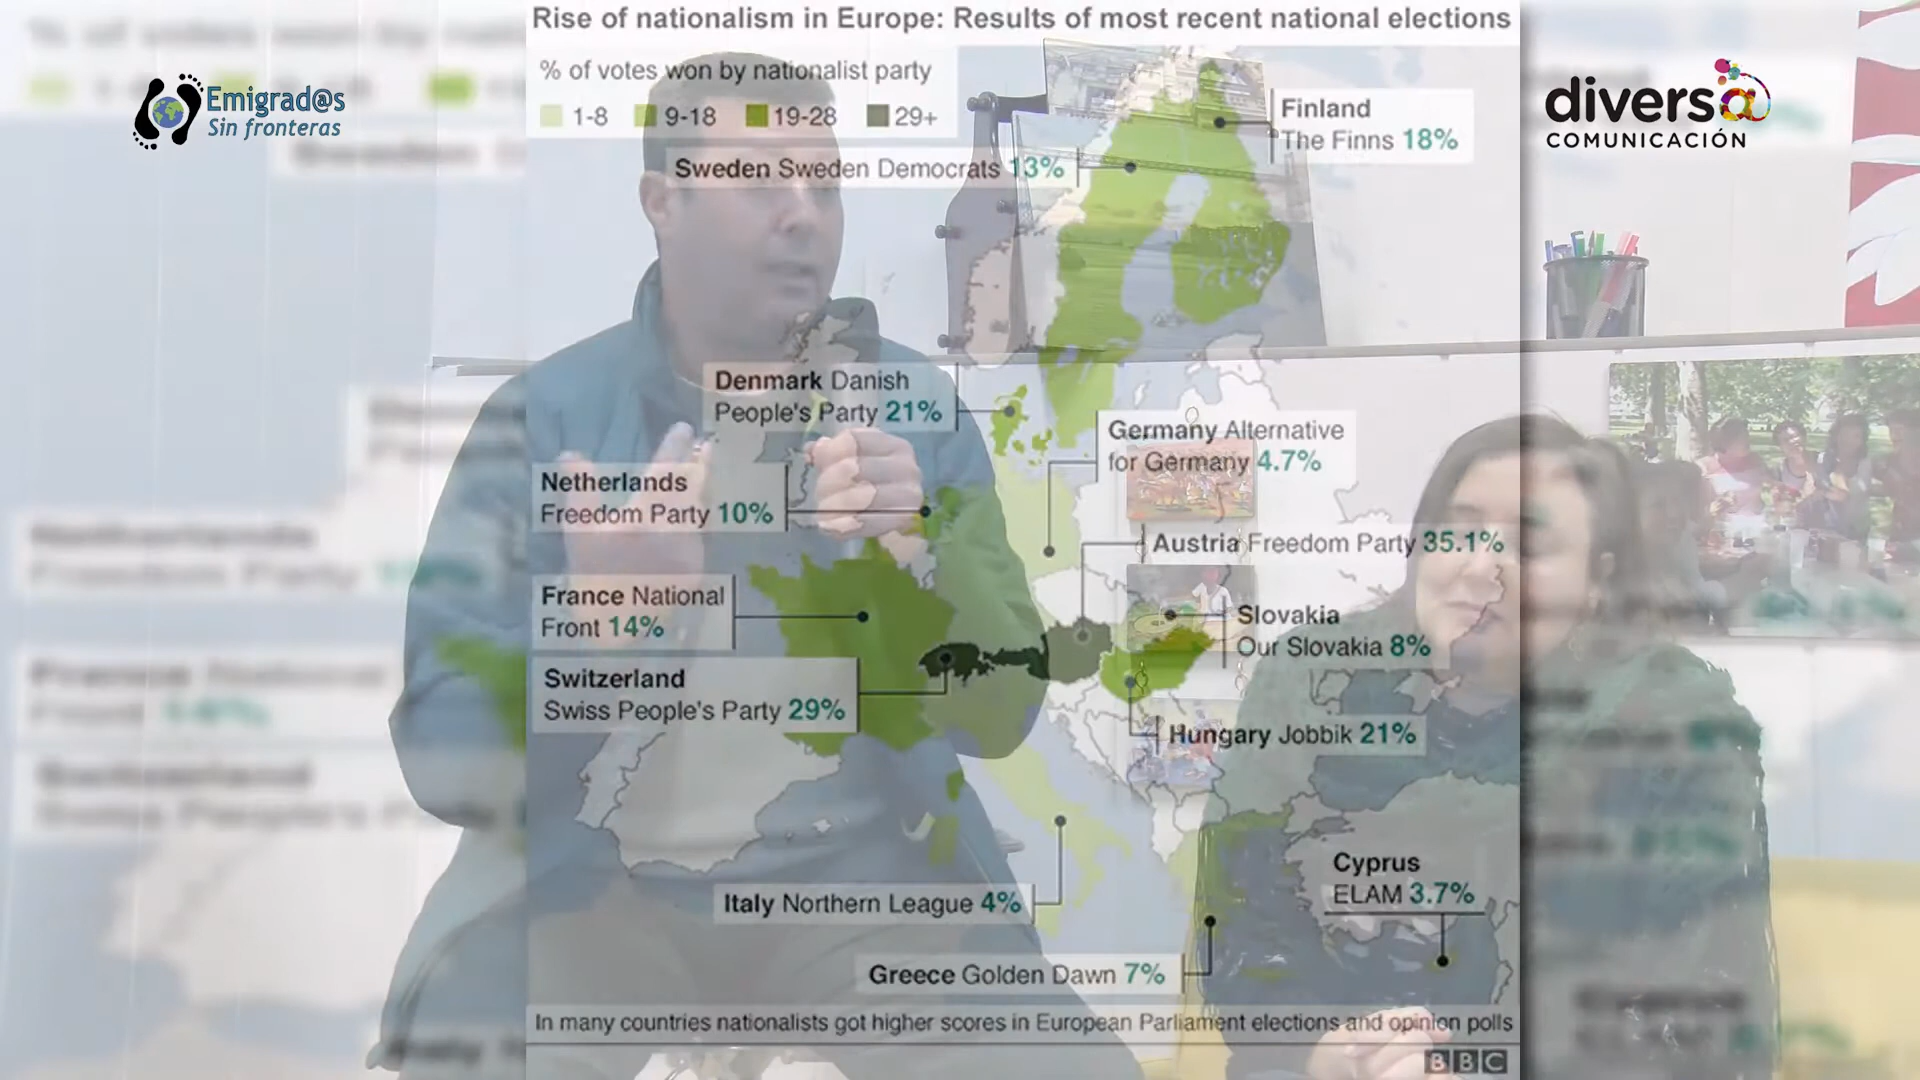 Rise of nationalism in Europe: Results of most recent national elections
% of votes won by nationalist party
1-8 9-18 19-28 29+
Emigrad@s
Sin fronteras
diversa
COMUNICACIÓN
Finland
The Finns 18%
Sweden Sweden Democrats 13%
Denmark Danish
People's Party 21%
Germany Alternative
for Germany 4.7%
Netherlands
Freedom Party 10%
Austria Freedom Party 35.1%
France National
Front 14%
Slovakia
Our Slovakia 8%
Switzerland
Swiss People's Party 29%
Hungary Jobbik 21%
Cyprus
ELAM 3.7%
Italy Northern League 4%
Greece Golden Dawn 7%
In many countries nationalists got higher scores in European Parliament elections and opinion polls
BBC